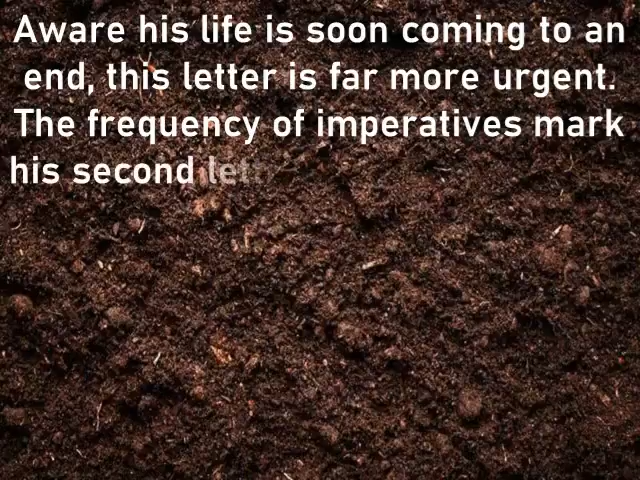 Aware his life is soon coming to an
end, this letter is far more urgent.
The frequency of imperatives mark
his second lett